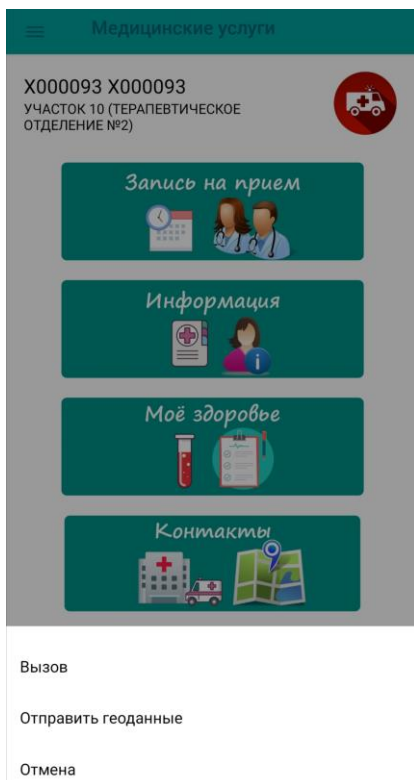 Медицинские услуги
X000093 X000093
УЧАСТОК 10 (ТЕРАПЕВТИЧЕСКОЕ
ОТДЕЛЕНИЕ №2)
Запись на прием
Информация
Моё здоровье
Контакты
Вызов
Отправить геоданные
Отмена